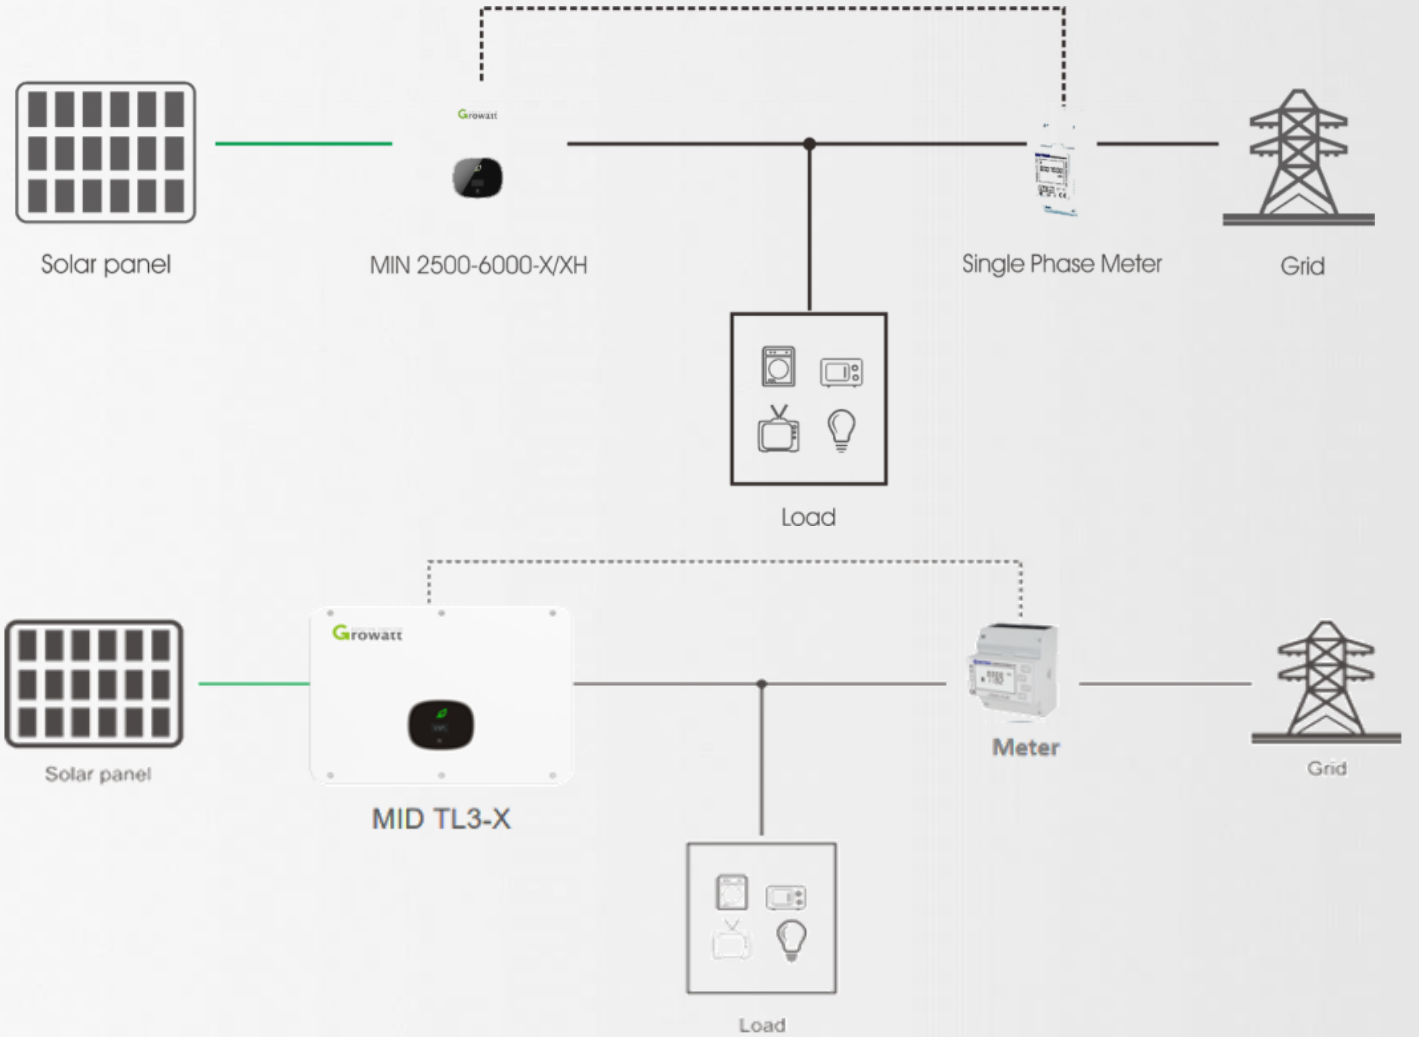 Growatt
Solar panel
MIN 2500-6000-X/XH
Single Phase Meter
Grid
Load
Growatt
Solar panel
MID TL3-X
Meter
Grid
Load